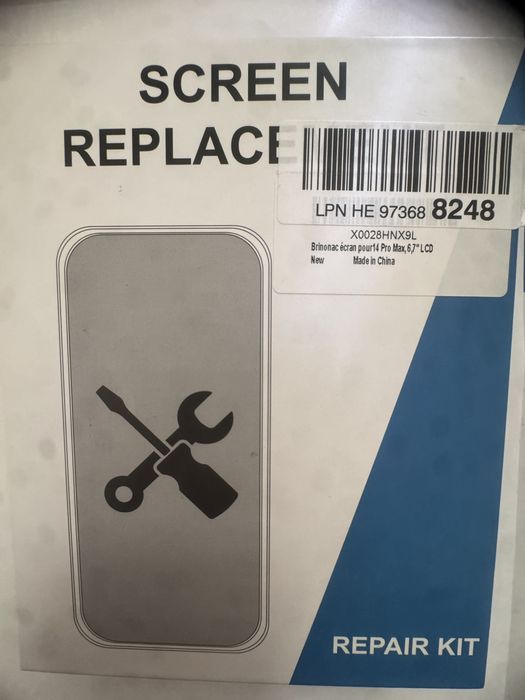 SCREEN
REPLACE
LPN HE 97368 8248
X0028HNX9L
Brinonac écran pour14 Pro Max, 6,7" LCD
New Made in China
REPAIR KIT